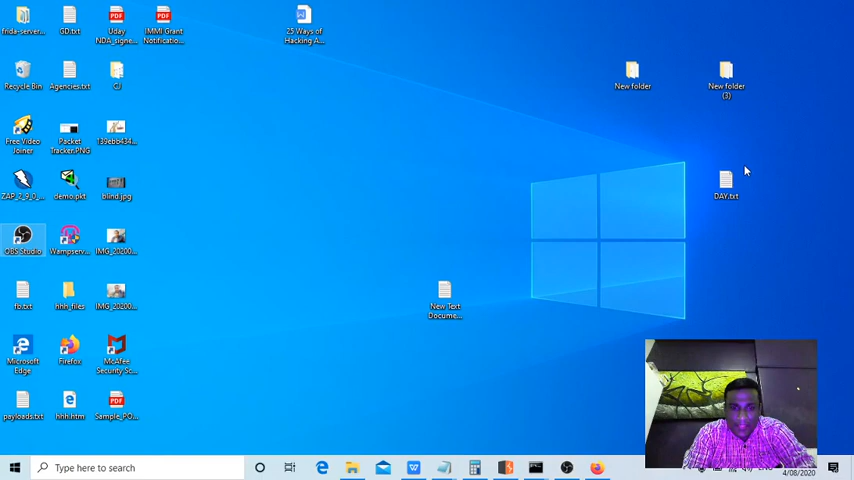 frida-server...
GD.txt
PDF
Uday
NDA_signe...
PDF
IMMI Grant
Notificatio...
25 Ways of
Hacking A...
Recycle Bin
Agencies.txt
CJ
New folder
New folder
(3)
Free Video
Joiner
Packet
Tracker.PNG
139ebb434...
ZAP_2_9_0_...
demo.pkt
blind.jpg
DAY.txt
OBS Studio
Wampserv...
IMG_20200...
fb.txt
hhh_files
IMG_20200...
New Text
Docume...
Microsoft
Edge
Firefox
McAfee
Security Sc...
payloads.txt
hhh.htm
PDF
Sample_PO...
Type here to search
4/08/2020